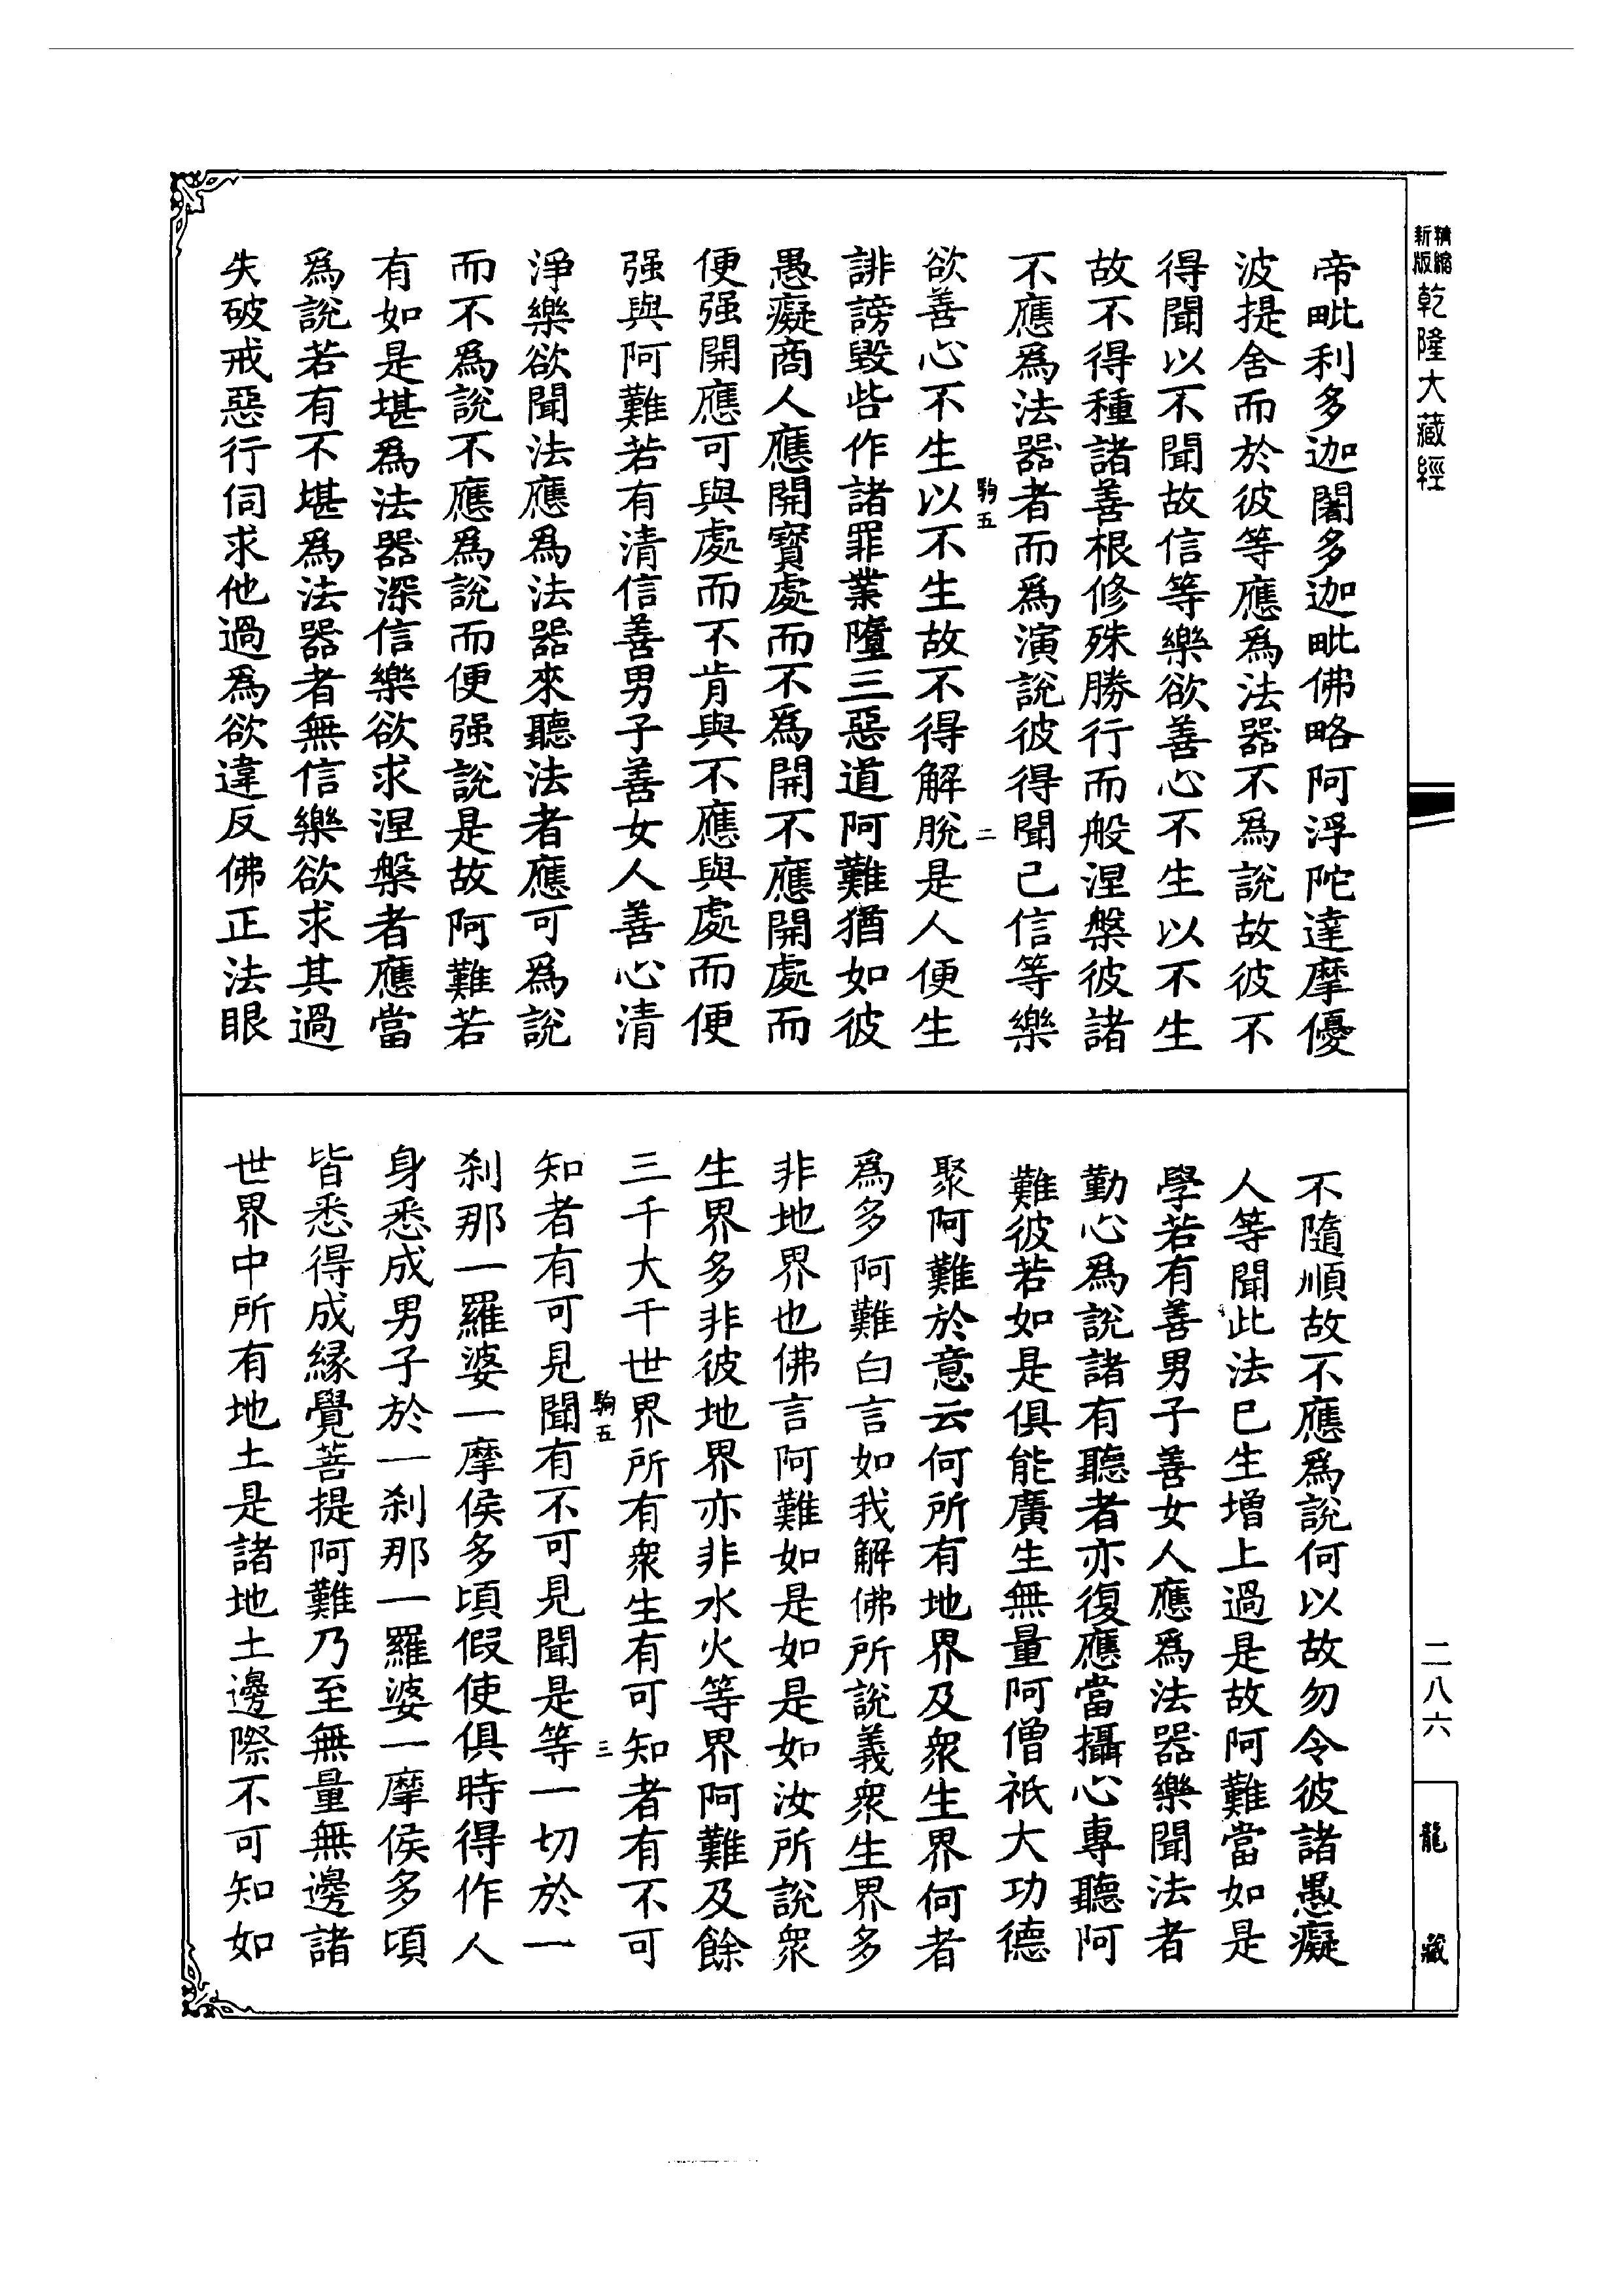 精縮
新版
乾隆大藏經
帝毗利多迦闍多迦毗佛略阿浮陀達摩優
波提舍而於彼等應爲法器不爲說故彼不
得聞以不聞故信等樂欲善心不生以不生
故不得種諸善根修殊勝行而般涅槃彼諸
不應爲法器者而爲演說彼得聞已信等樂
駒五
二
欲善心不生以不生故不得解脫是人便生
誹謗毀呰作諸罪業墮三惡道阿難猶如彼
愚癡商人應開寶處而不爲開不應開處而
便强開應可與處而不肯與不應與處而便
强與阿難若有清信善男子善女人善心清
淨樂欲聞法應爲法器來聽法者應可爲說
而不爲說不應爲說而便强說是故阿難若
有如是堪爲法器深信樂欲求涅槃者應當
爲說若有不堪爲法器者無信樂欲求其過
失破戒惡行伺求他過爲欲違反佛正法眼
不隨順故不應爲說何以故勿令彼諸愚癡
人等聞此法已生增上過是故阿難當如是
學若有善男子善女人應爲法器樂聞法者
勤心爲說諸有聽者亦復應當攝心專聽阿
難彼若如是俱能廣生無量阿僧祇大功德
聚阿難於意云何所有地界及衆生界何者
爲多阿難白言如我解佛所說義衆生界多
非地界也佛言阿難如是如是如汝所說衆
生界多非彼地界亦非水火等界阿難及餘
三千大千世界所有衆生有可知者有不可
駒五
三
知者有可見聞有不可見聞是等一切於一
刹那一羅婆一摩侯多頃假使俱時得作人
身悉成男子於一刹那一羅婆一摩侯多頃
皆悉得成緣覺菩提阿難乃至無量無邊諸
世界中所有地土是諸地土邊際不可知如
二八六
龍藏